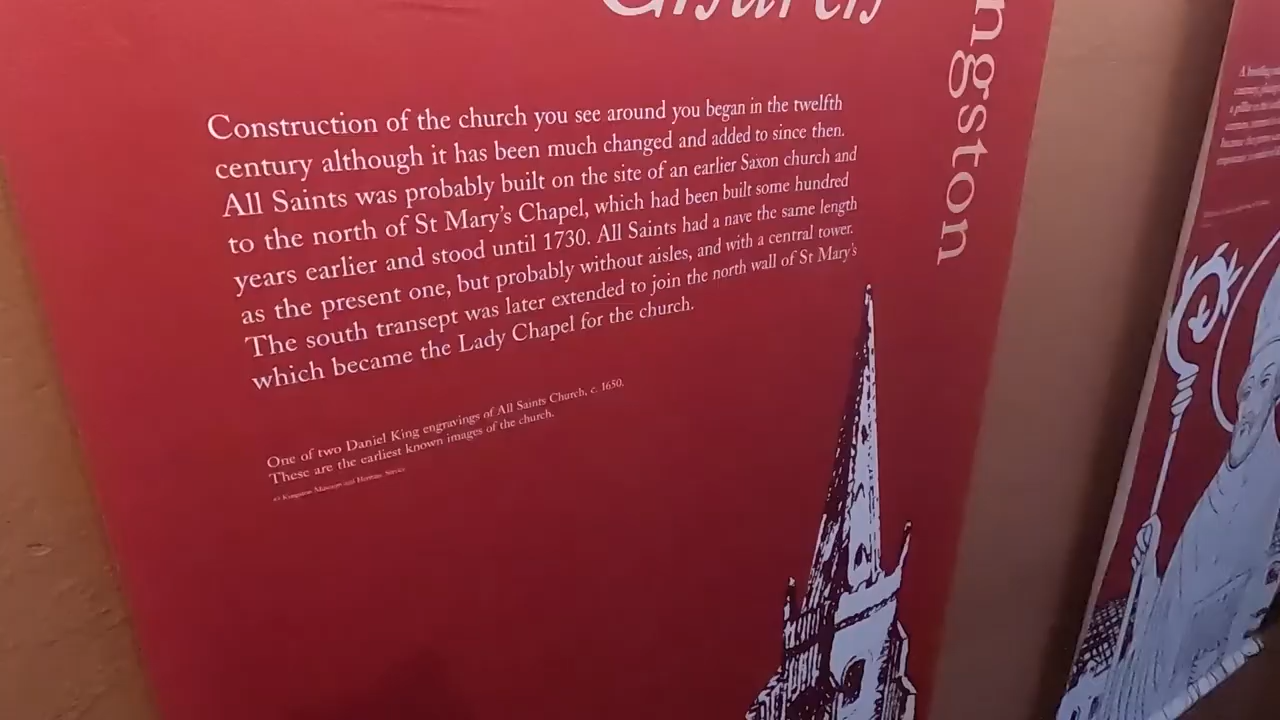 Church
ngston
Construction of the church you see around you began in the twelfth
century although it has been much changed and added to since then.
All Saints was probably built on the site of an earlier Saxon church and
to the north of St Mary's Chapel, which had been built some hundred
years earlier and stood until 1730. All Saints had a nave the same length
as the present one, but probably without aisles, and with a central tower.
The south transept was later extended to join the north wall of St Mary's
which became the Lady Chapel for the church.
One of two Daniel King engravings of All Saints Church, c. 1650.
These are the earliest known images of the church.
© Kingston Museum and Heritage Service